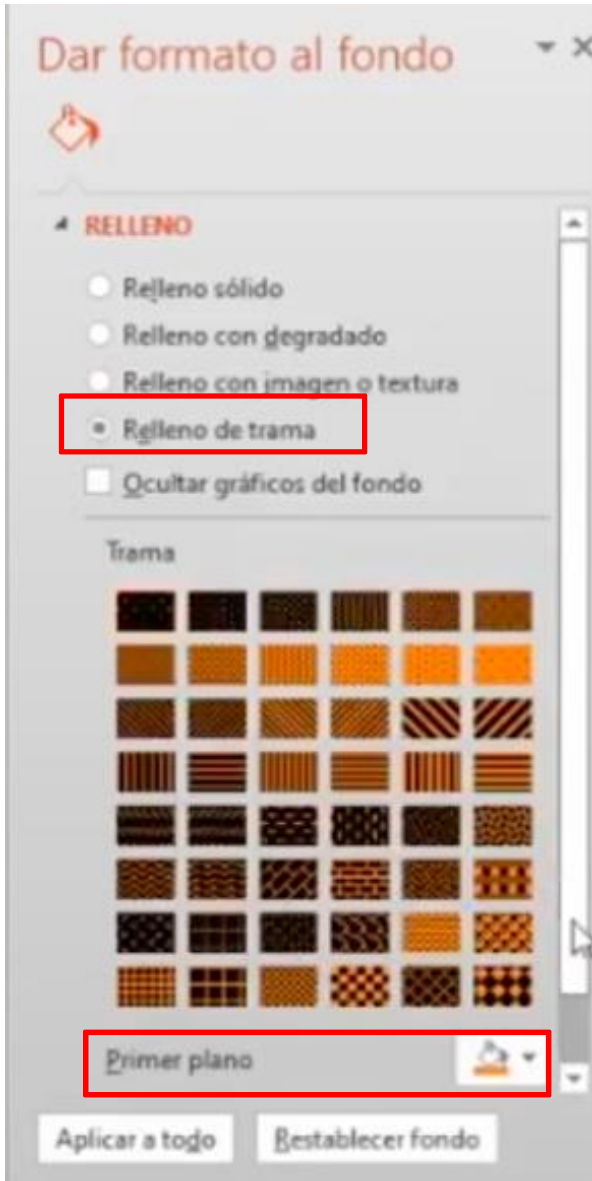 Dar formato al fondo
RELLENO
Relleno sólido
Relleno con degradado
Relleno con imagen o textura
Relleno de trama
Ocultar gráficos del fondo
Trama
Primer plano
Aplicar a todo Restablecer fondo